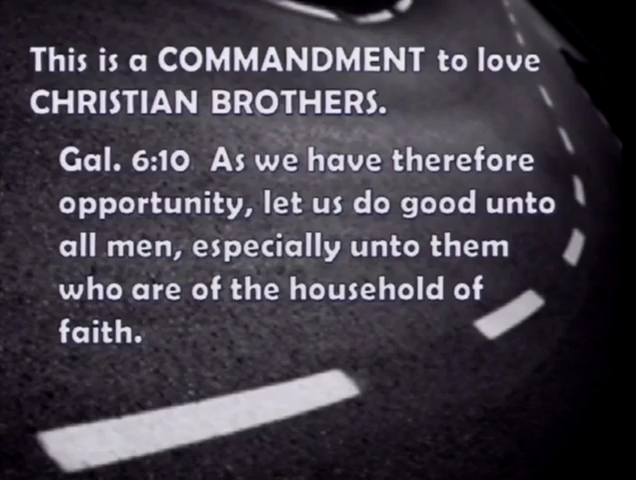 This is a COMMANDMENT to love
CHRISTIAN BROTHERS.
Gal. 6:10 As we have therefore
opportunity, let us do good unto
all men, especially unto them
who are of the household of
faith.